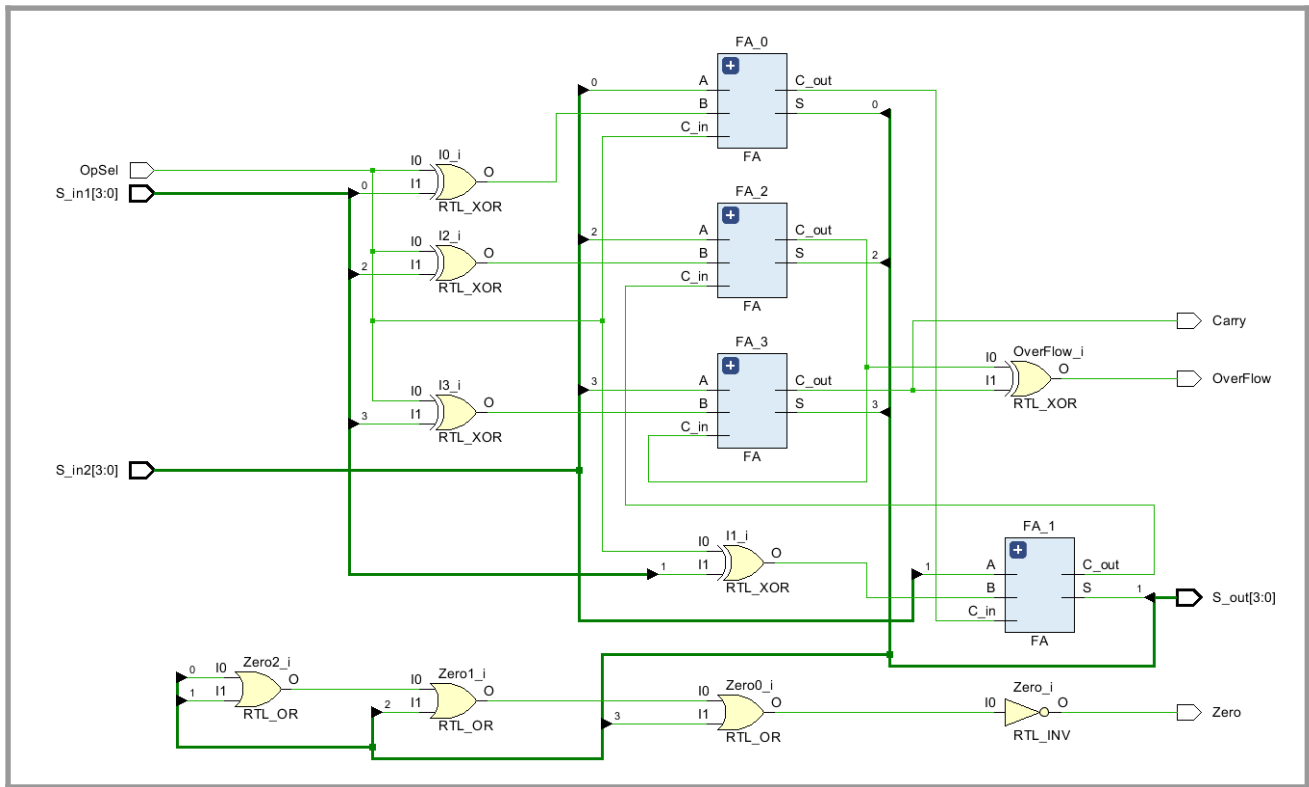 FA_0
0 A C_out
B S 0
C_in
FA
OpSel
S_in1[3:0]
I0_i
I0 O
0 I1
RTL_XOR
FA_2
2 A C_out
B S 2
C_in
FA
I2_i
I0 O
2 I1
RTL_XOR
Carry
FA_3
3 A C_out
B S 3
C_in
FA
OverFlow_i
I0 O
I1
RTL_XOR
OverFlow
I3_i
I0 O
3 I1
RTL_XOR
S_in2[3:0]
I1_i
I0 O
1 I1
RTL_XOR
FA_1
1 A C_out
B S 1
C_in
FA
S_out[3:0]
Zero2_i
0 I0 O
1 I1
RTL_OR
Zero1_i
I0 O
2 I1
RTL_OR
Zero0_i
I0 O
3 I1
RTL_OR
Zero_i
I0 O
RTL_INV
Zero